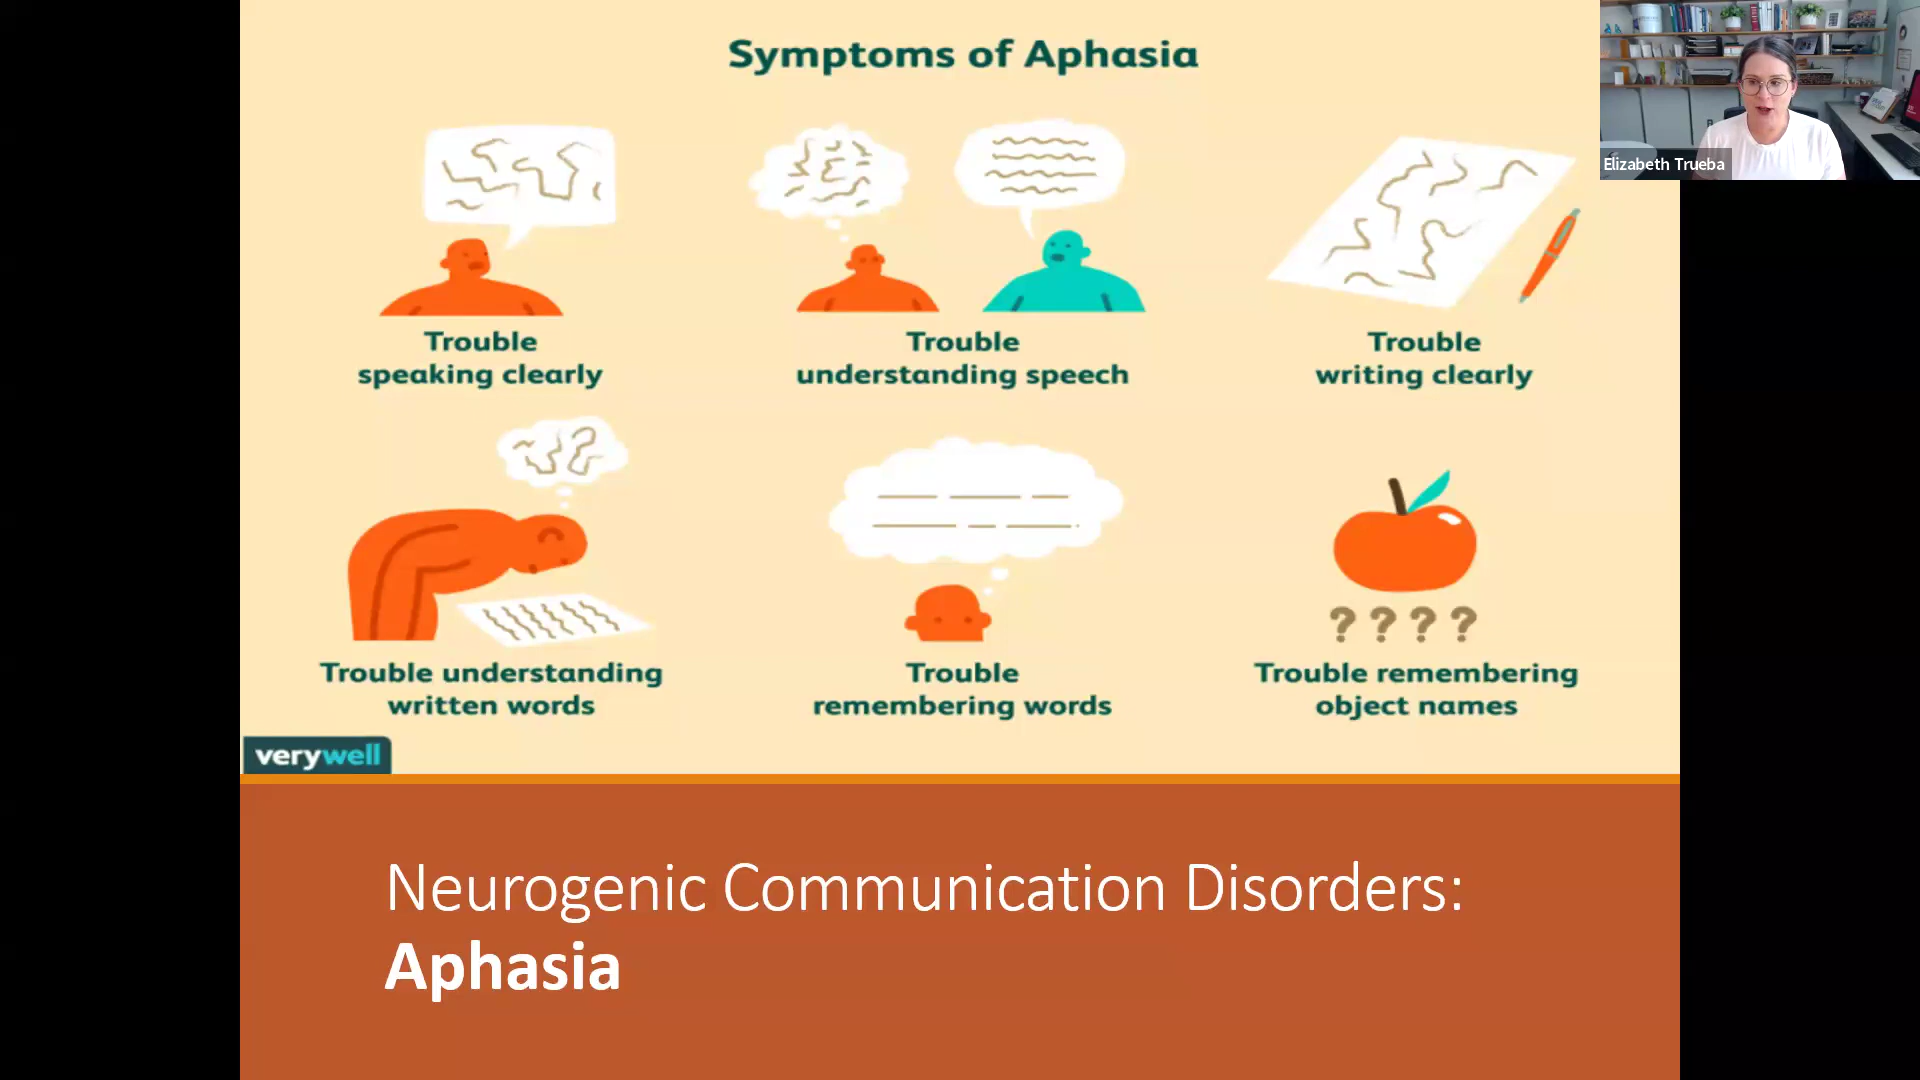 Symptoms of Aphasia
Elizabeth Trueba
Trouble
speaking clearly
Trouble
understanding speech
Trouble
writing clearly
Trouble understanding
written words
Trouble
remembering words
? ? ? ?
Trouble remembering
object names
verywell
Neurogenic Communication Disorders:
Aphasia